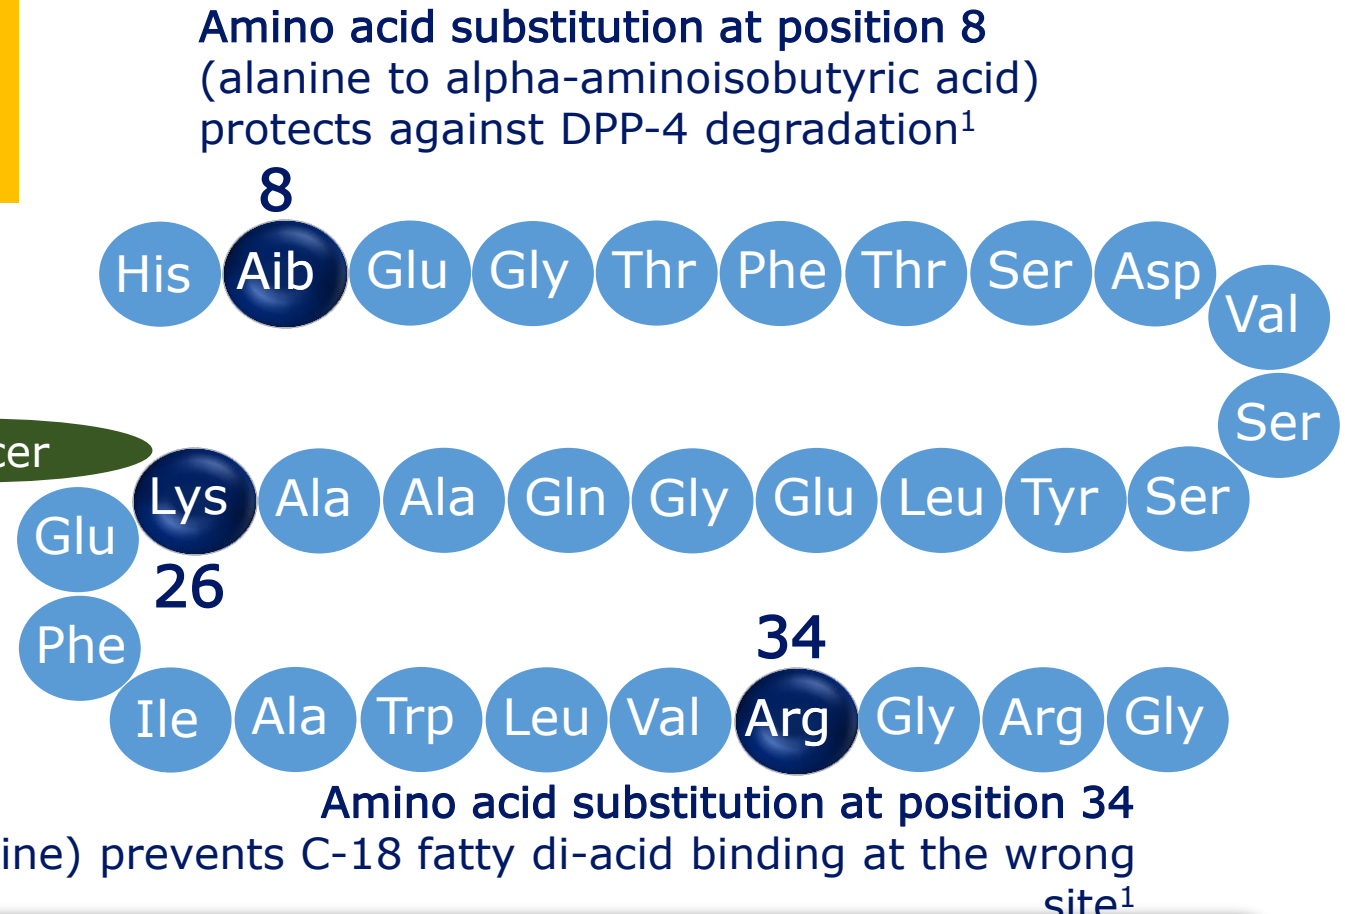 Amino acid substitution at position 8
(alanine to alpha-aminoisobutyric acid)
protects against DPP-4 degradation¹
8
His Aib Glu Gly Thr Phe Thr Ser Asp
Val
Ser
cer
Lys Ala Ala Gln Gly Glu Leu Tyr Ser
Glu
26
34
Phe
Ile Ala Trp Leu Val Arg Gly Arg Gly
Amino acid substitution at position 34
ine) prevents C-18 fatty di-acid binding at the wrong
site¹